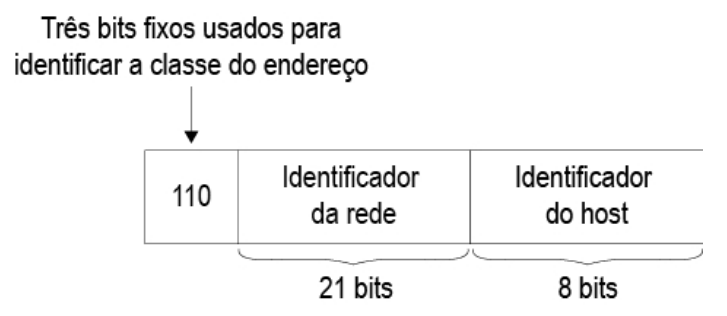 Três bits fixos usados para
identificar a classe do endereço
110
Identificador
da rede
Identificador
do host
21 bits
8 bits